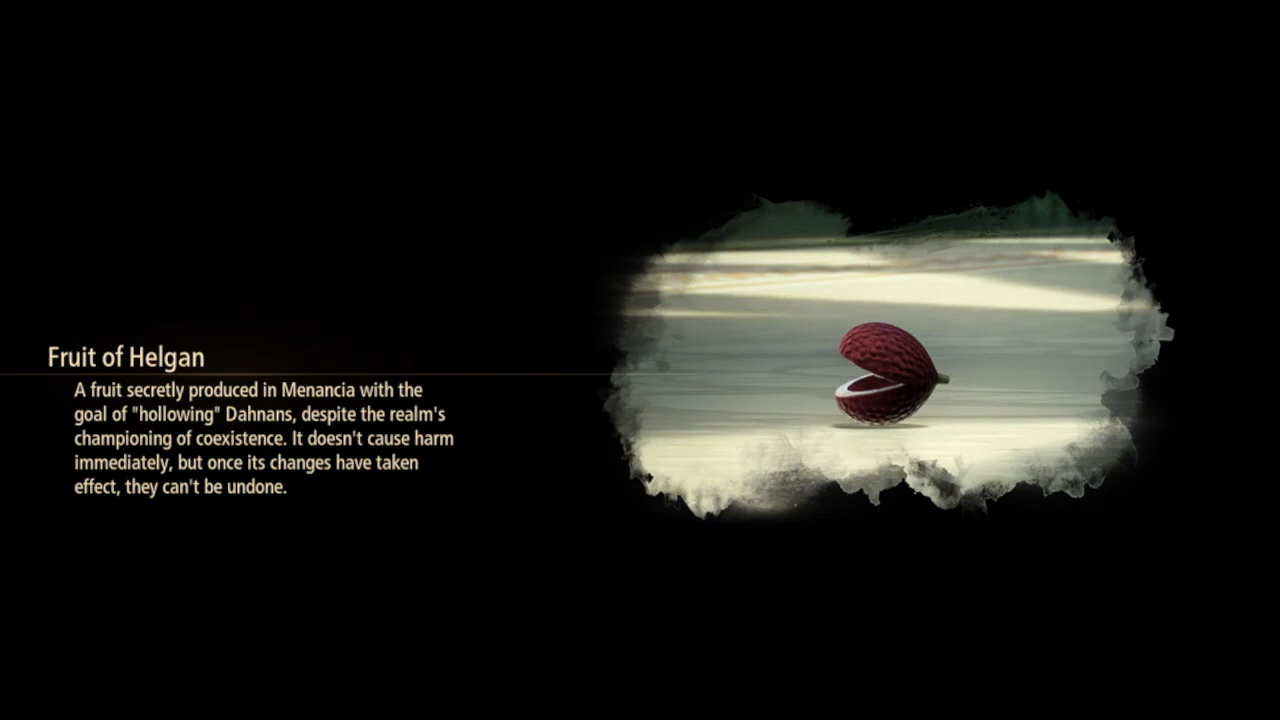 Fruit of Helgan
A fruit secretly produced in Menancia with the
goal of "hollowing" Dahnans, despite the realm's
championing of coexistence. It doesn't cause harm
immediately, but once its changes have taken
effect, they can't be undone.